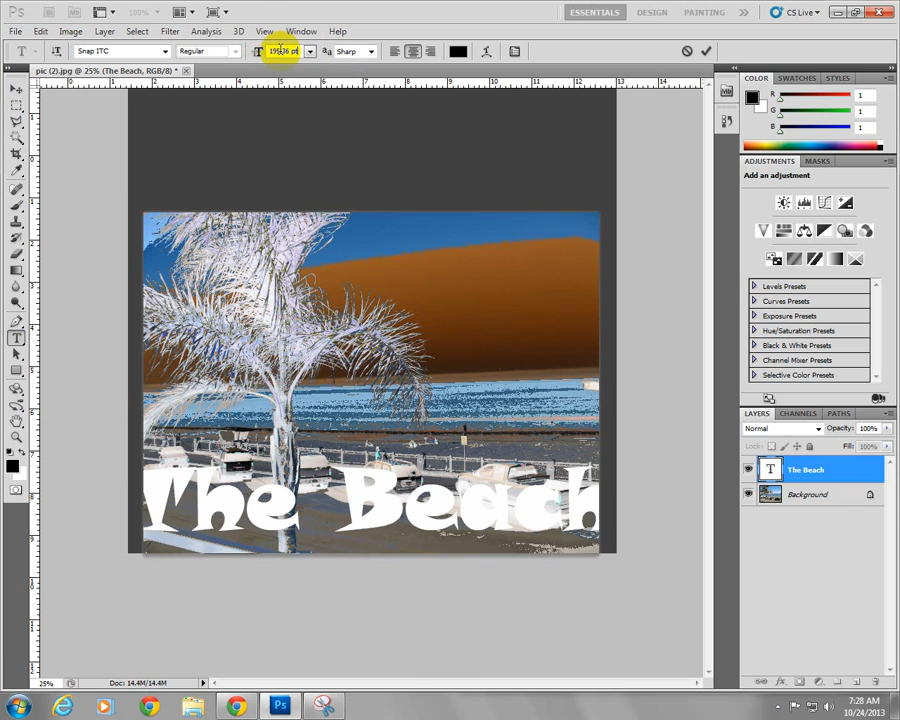 Ps 100% ESSENTIALS DESIGN PAINTING >> CS Live
File Edit Image Layer Select Filter Analysis 3D View Window Help
T Snap ITC Regular Sharp
pic (2).jpg @ 25% (The Beach, RGB/8) *
COLOR SWATCHES STYLES
R 1
G 1
B 1
ADJUSTMENTS MASKS
Add an adjustment
Levels Presets
Curves Presets
Exposure Presets
Hue/Saturation Presets
Black & White Presets
Channel Mixer Presets
Selective Color Presets
LAYERS CHANNELS PATHS
Normal Opacity: 100%
Lock: Fill: 100%
T The Beach
Background
The Beach
25% Doc: 14.4M/14.4M
Ps
7:28 AM
10/24/2013